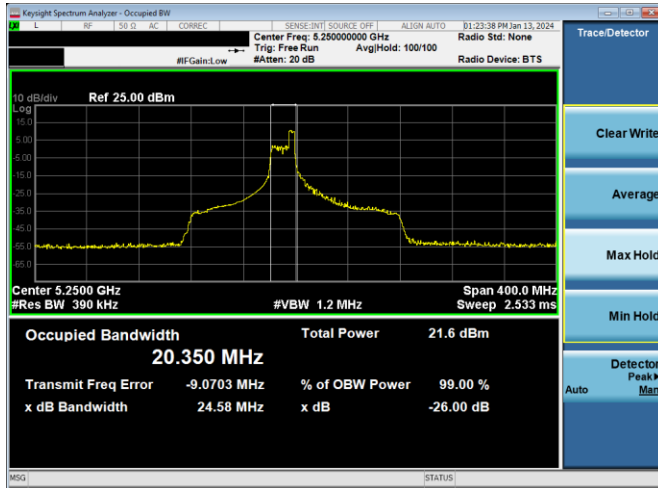 Keysight Spectrum Analyzer - Occupied BW
L RF 50 Ω AC CORREC SENSE:INT SOURCE OFF ALIGN AUTO 01:23:38 PM Jan 13, 2024
Center Freq: 5.250000000 GHz Radio Std: None
Trig: Free Run Avg|Hold: 100/100
#IFGain:Low #Atten: 20 dB Radio Device: BTS
Trace/Detector
10 dB/div Ref 25.00 dBm
Log
15.0
5.00
-5.00
-15.0
-25.0
-35.0
-45.0
-55.0
-65.0
Center 5.2500 GHz Span 400.0 MHz
#Res BW 390 kHz #VBW 1.2 MHz Sweep 2.533 ms
Occupied Bandwidth Total Power 21.6 dBm
20.350 MHz
Transmit Freq Error -9.0703 MHz % of OBW Power 99.00 %
x dB Bandwidth 24.58 MHz x dB -26.00 dB
Clear Write
Average
Max Hold
Min Hold
Detector
Peak▶
Auto Man
MSG STATUS